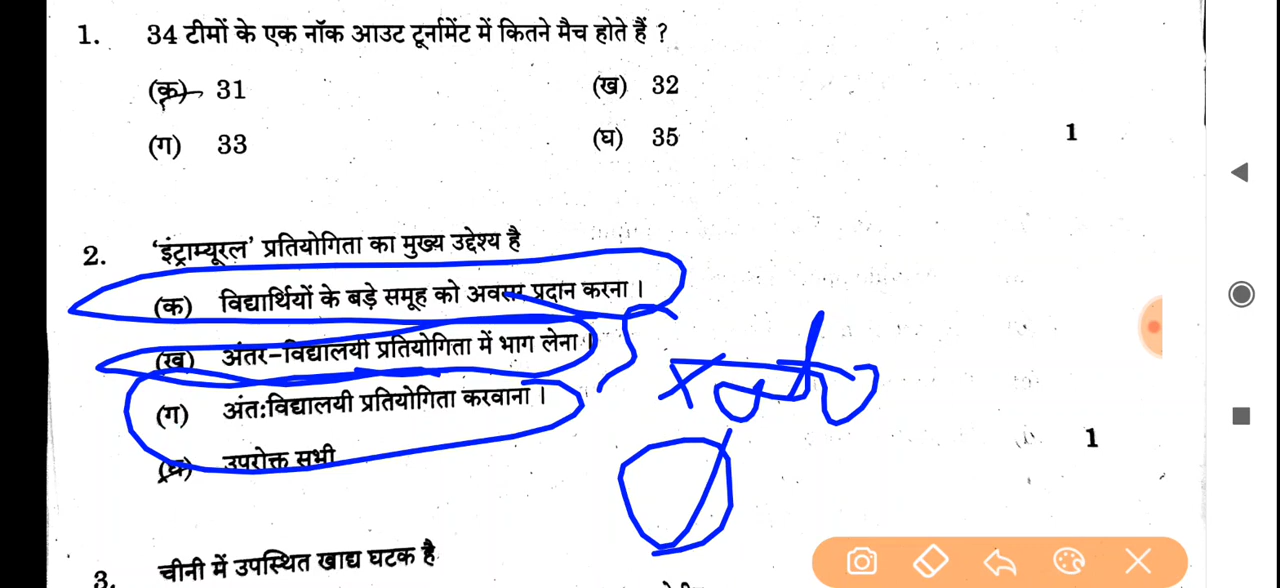 1. 34 टीमों के एक नॉक आउट टूर्नामेंट में कितने मैच होते हैं ?
(क) 31 (ख) 32
(ग) 33 (घ) 35 1
2. 'इंट्राम्यूरल' प्रतियोगिता का मुख्य उद्देश्य है
(क) विद्यार्थियों के बड़े समूह को अवसर प्रदान करना ।
(ख) अंतर-विद्यालयी प्रतियोगिता में भाग लेना ।
(ग) अंत:विद्यालयी प्रतियोगिता करवाना ।
(घ) उपरोक्त सभी 1
3. चीनी में उपस्थित खाद्य घटक है